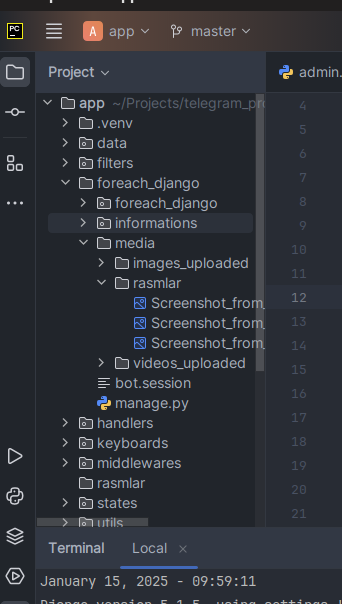 PC
A app master
Project
admin.
app ~/Projects/telegram_pro
.venv
data
filters
foreach_django
foreach_django
informations
media
images_uploaded
rasmlar
Screenshot_from_
Screenshot_from_
Screenshot_from_
videos_uploaded
bot.session
manage.py
handlers
keyboards
middlewares
rasmlar
states
utils
4
5
6
7
8
9
10
11
12
13
14
15
16
17
18
19
20
21
Terminal Local ×
January 15, 2025 - 09:59:11